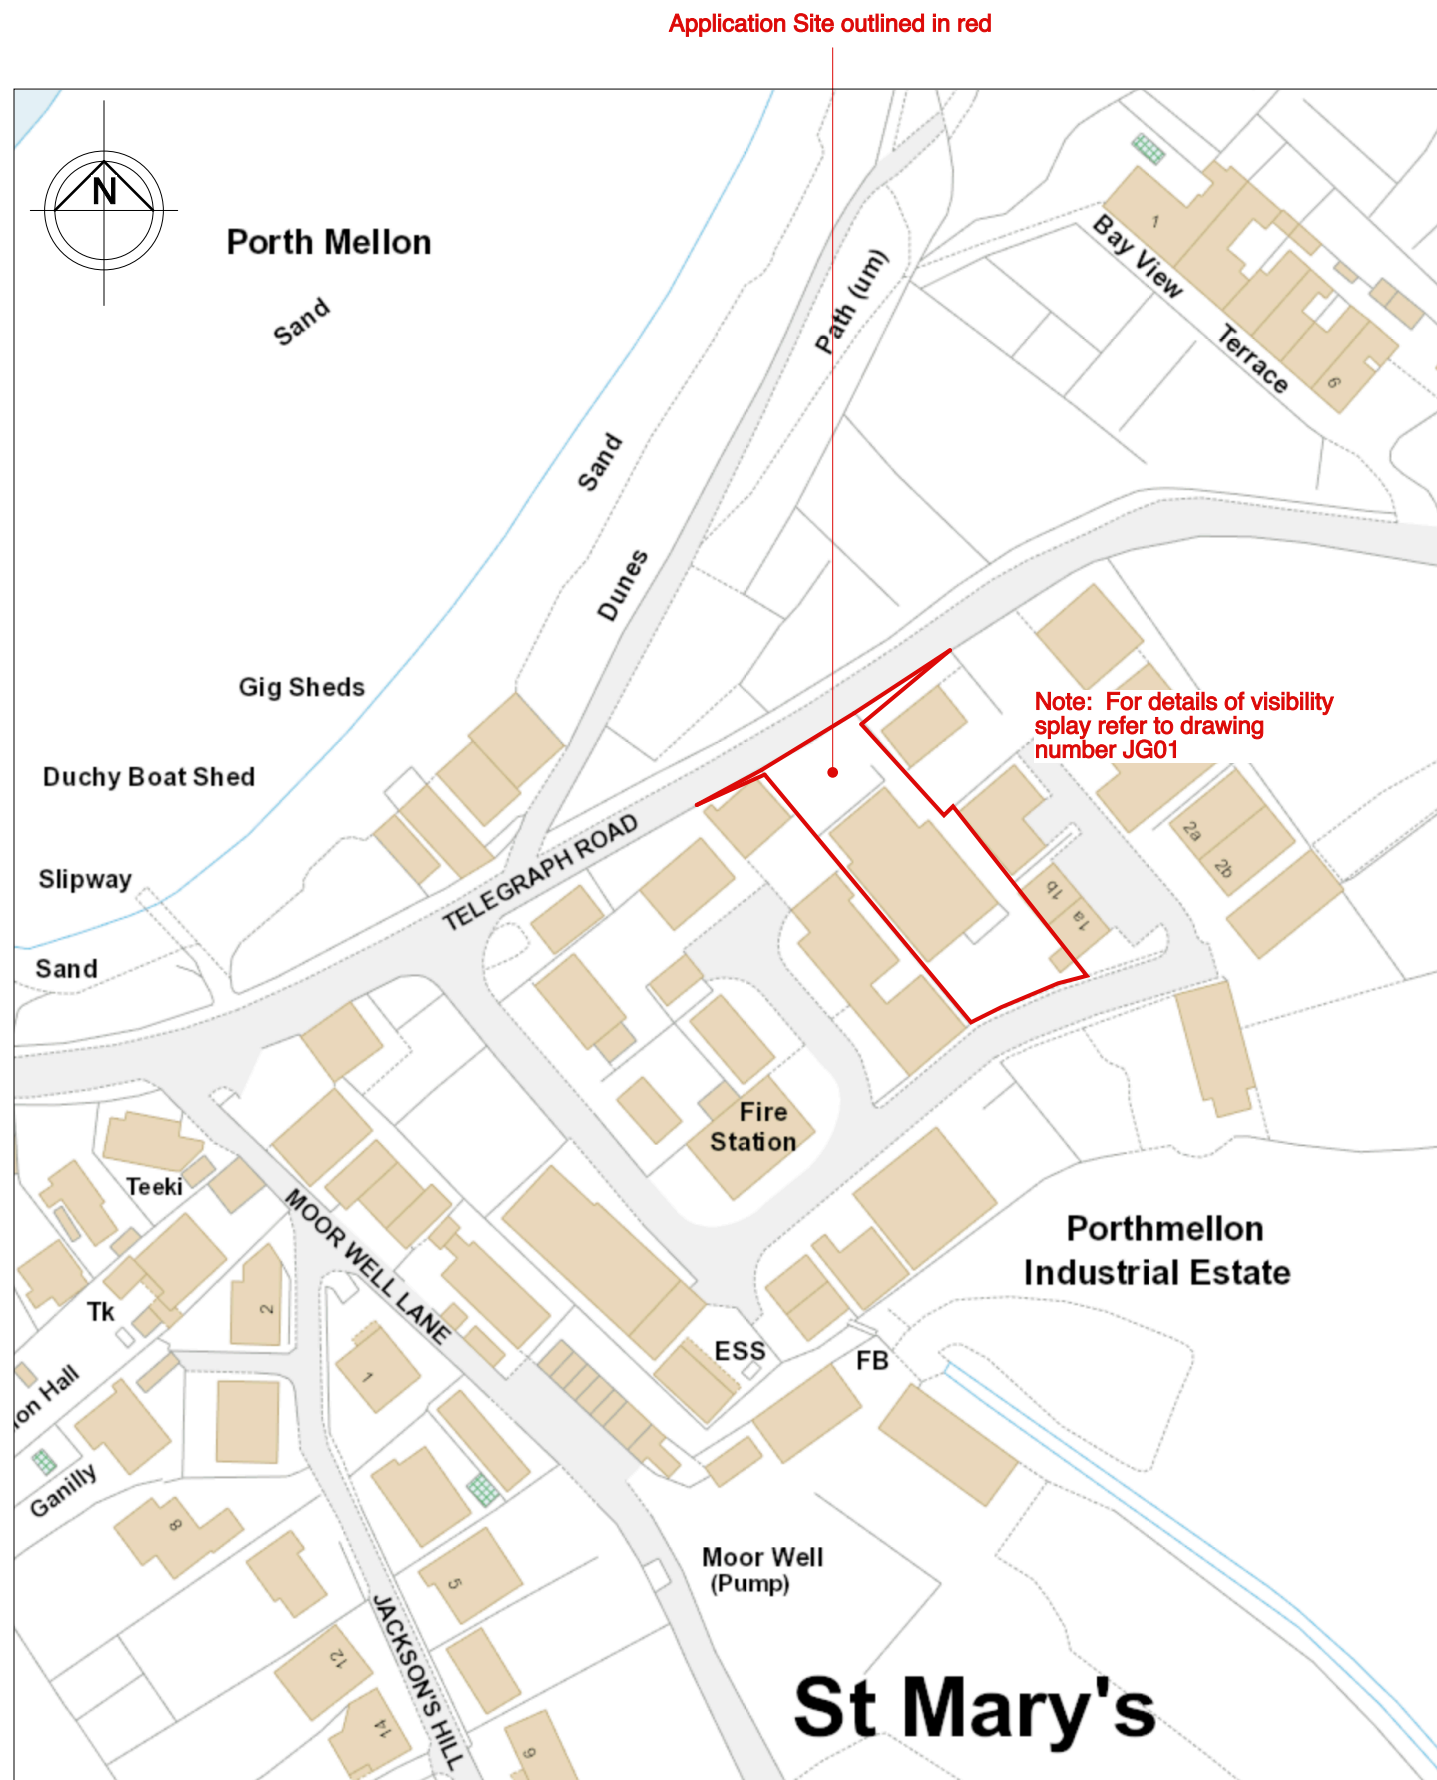 Application Site outlined in red
N
Porth Mellon
Sand
Path (um)
1
Bay View
Terrace
6
Sand
Dunes
Gig Sheds
Note: For details of visibility
splay refer to drawing
number JG01
Duchy Boat Shed
Slipway
TELEGRAPH ROAD
2a
2b
1b
1a
Sand
Fire
Station
Teeki
MOOR WELL LANE
Porthmellon
Industrial Estate
Tk
2
1
ESS
FB
ion Hall
Ganilly
8
5
Moor Well
(Pump)
JACKSON'S HILL
12
14
9
St Mary's